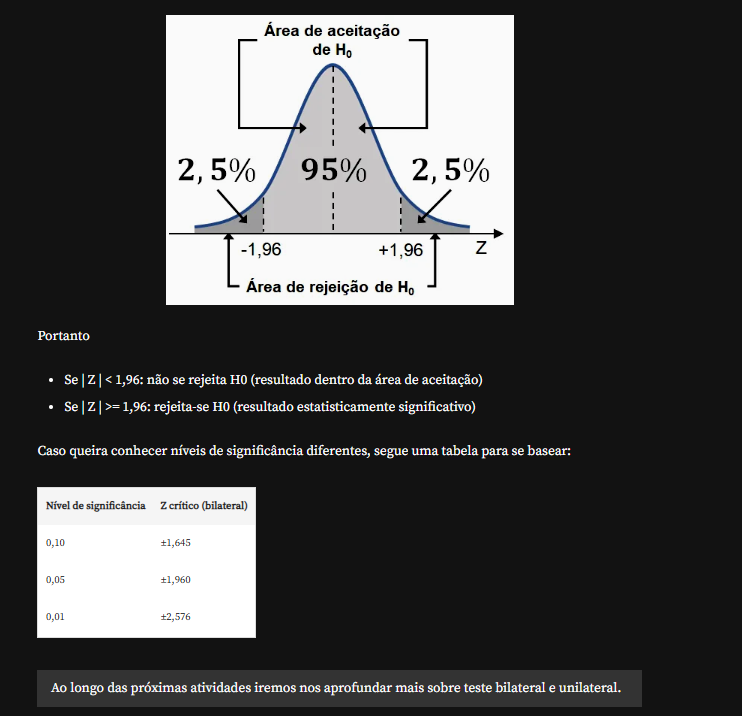 Área de aceitação
de H₀
2, 5%
95%
2, 5%
-1,96
+1,96
Z
Área de rejeição de H₀
Portanto
• Se | Z | < 1,96: não se rejeita H0 (resultado dentro da área de aceitação)
• Se | Z | >= 1,96: rejeita-se H0 (resultado estatisticamente significativo)
Caso queira conhecer níveis de significância diferentes, segue uma tabela para se basear:
Nível de significância Z crítico (bilateral)
0,10 ±1,645
0,05 ±1,960
0,01 ±2,576
Ao longo das próximas atividades iremos nos aprofundar mais sobre teste bilateral e unilateral.